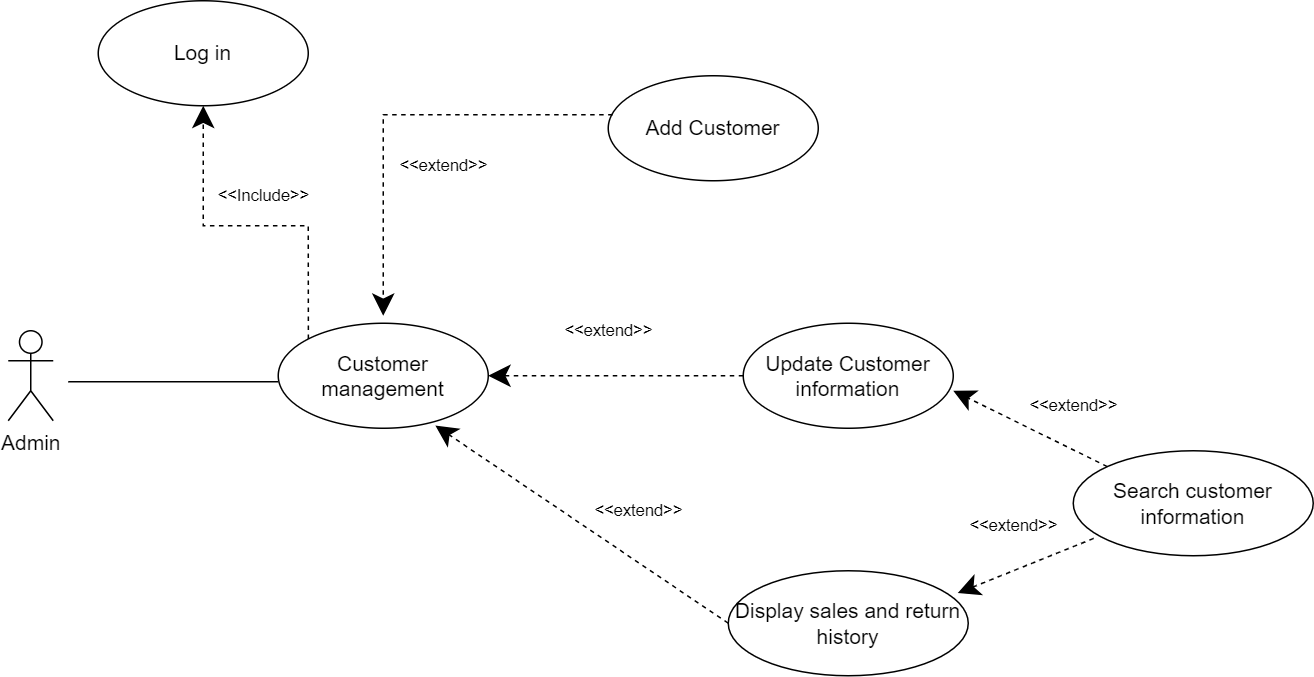 Log in
Add Customer
<<extend>>
<<Include>>
<<extend>>
Customer
management
Update Customer
information
<<extend>>
Admin
Search customer
information
<<extend>>
<<extend>>
Display sales and return
history